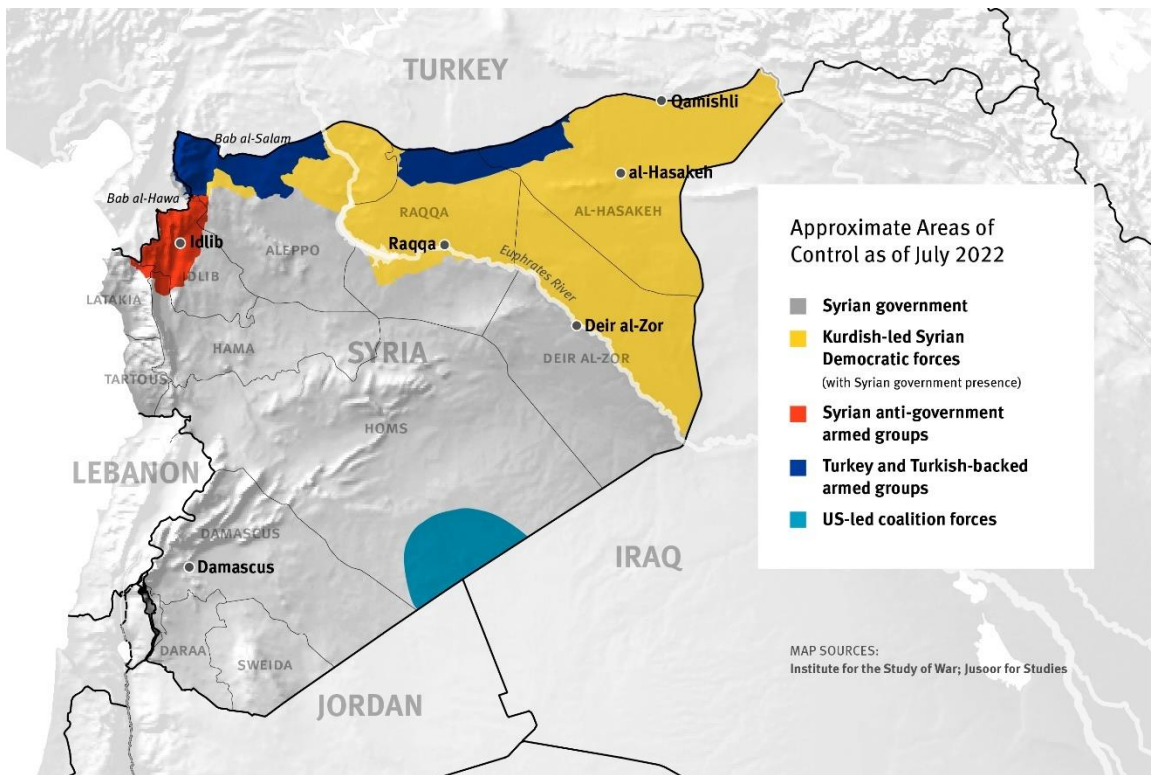 TURKEY
Qamishli
Bab al-Salam
al-Hasakeh
Bab al-Hawa
RAQQA
AL-HASAKEH
Idlib
ALEPPO
Raqqa
Euphrates River
IDLIB
LATAKIA
Deir al-Zor
HAMA
SYRIA
DEIR AL-ZOR
TARTOUS
HOMS
LEBANON
DAMASCUS
Damascus
IRAQ
DARAA
SWEIDA
JORDAN
Approximate Areas of
Control as of July 2022
Syrian government
Kurdish-led Syrian
Democratic forces
(with Syrian government presence)
Syrian anti-government
armed groups
Turkey and Turkish-backed
armed groups
US-led coalition forces
MAP SOURCES:
Institute for the Study of War; Jusoor for Studies